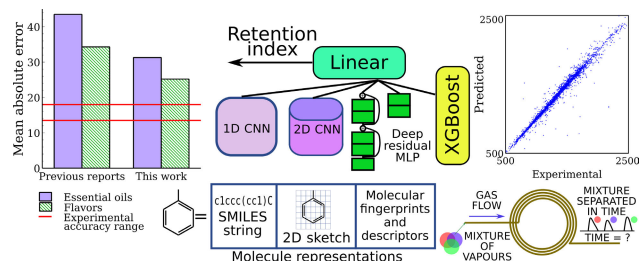 Mean absolute error
40
30
20
10
0
Previous reports
This work
Essential oils
Flavors
Experimental
accuracy range
Retention
index
Linear
1D CNN
2D CNN
Deep
residual
MLP
XGBoost
Predicted
2500
500
500
2500
Experimental
c1ccc(cc1)C
SMILES
string
2D sketch
Molecular
fingerprints
and
descriptors
Molecule representations
GAS
FLOW
MIXTURE
OF
VAPOURS
MIXTURE
SEPARATED
IN TIME
TIME = ?